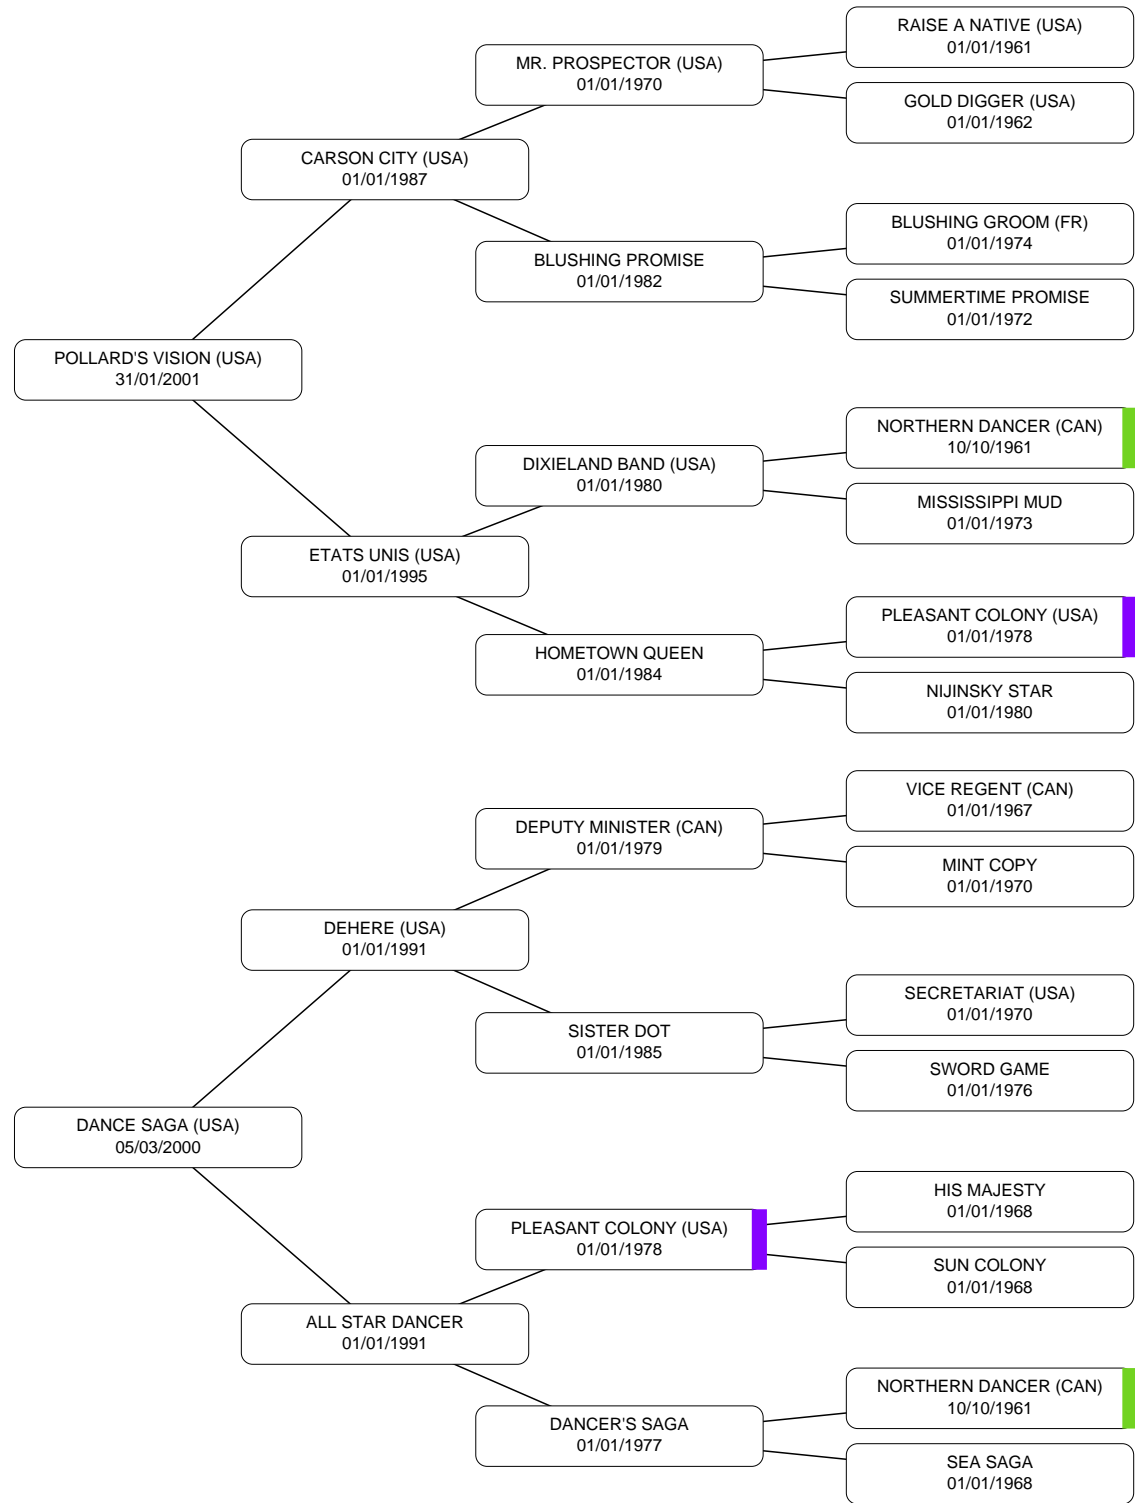 RAISE A NATIVE (USA)
01/01/1961
MR. PROSPECTOR (USA)
01/01/1970
GOLD DIGGER (USA)
01/01/1962
CARSON CITY (USA)
01/01/1987
BLUSHING GROOM (FR)
01/01/1974
BLUSHING PROMISE
01/01/1982
SUMMERTIME PROMISE
01/01/1972
POLLARD'S VISION (USA)
31/01/2001
NORTHERN DANCER (CAN)
10/10/1961
DIXIELAND BAND (USA)
01/01/1980
MISSISSIPPI MUD
01/01/1973
ETATS UNIS (USA)
01/01/1995
PLEASANT COLONY (USA)
01/01/1978
HOMETOWN QUEEN
01/01/1984
NIJINSKY STAR
01/01/1980
VICE REGENT (CAN)
01/01/1967
DEPUTY MINISTER (CAN)
01/01/1979
MINT COPY
01/01/1970
DEHERE (USA)
01/01/1991
SECRETARIAT (USA)
01/01/1970
SISTER DOT
01/01/1985
SWORD GAME
01/01/1976
DANCE SAGA (USA)
05/03/2000
HIS MAJESTY
01/01/1968
PLEASANT COLONY (USA)
01/01/1978
SUN COLONY
01/01/1968
ALL STAR DANCER
01/01/1991
NORTHERN DANCER (CAN)
10/10/1961
DANCER'S SAGA
01/01/1977
SEA SAGA
01/01/1968